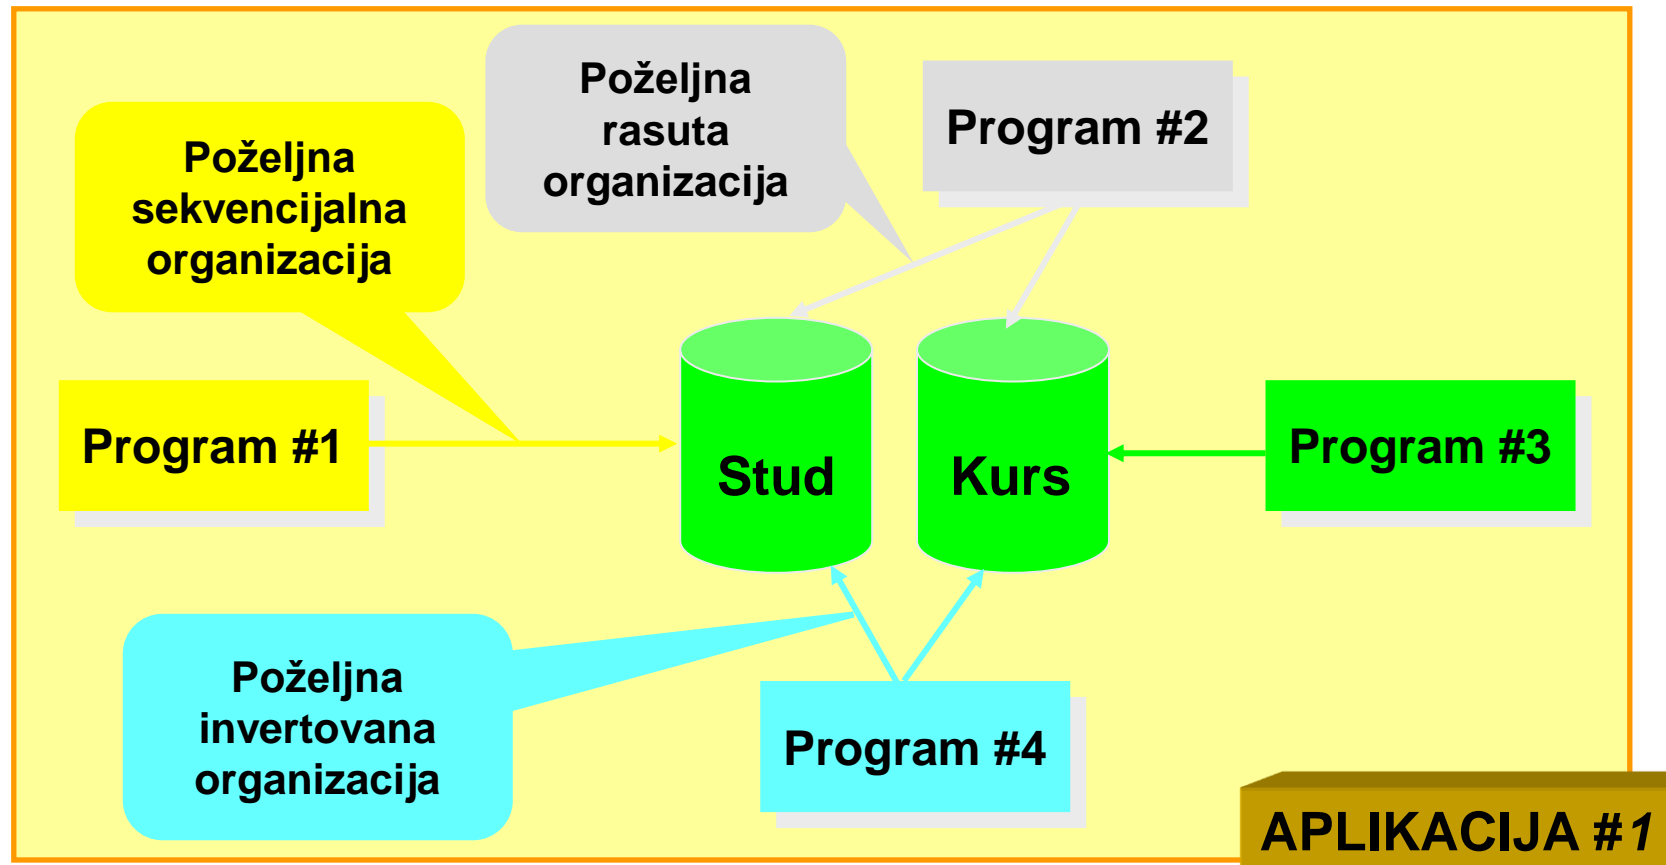 Poželjna
rasuta
organizacija
Program #2
Poželjna
sekvencijalna
organizacija
Program #1
Stud
Kurs
Program #3
Poželjna
invertovana
organizacija
Program #4
APLIKACIJA #1